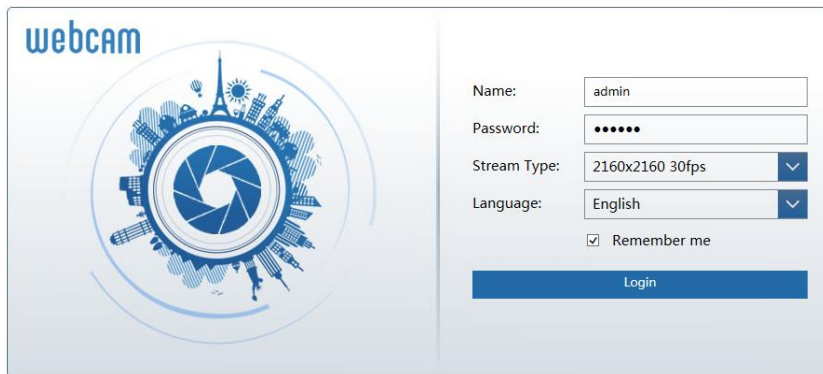 webcam
Name: admin
Password: ••••••
Stream Type: 2160x2160 30fps
Language: English
Remember me
Login